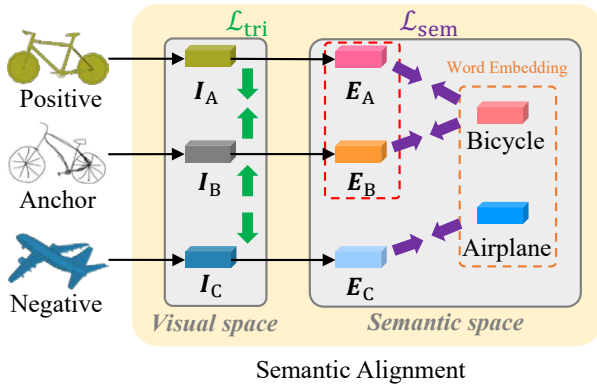 ℒtri
ℒsem
Positive
I_A
E_A
Word Embedding
Bicycle
Anchor
I_B
E_B
Negative
I_C
E_C
Airplane
Visual space
Semantic space
Semantic Alignment